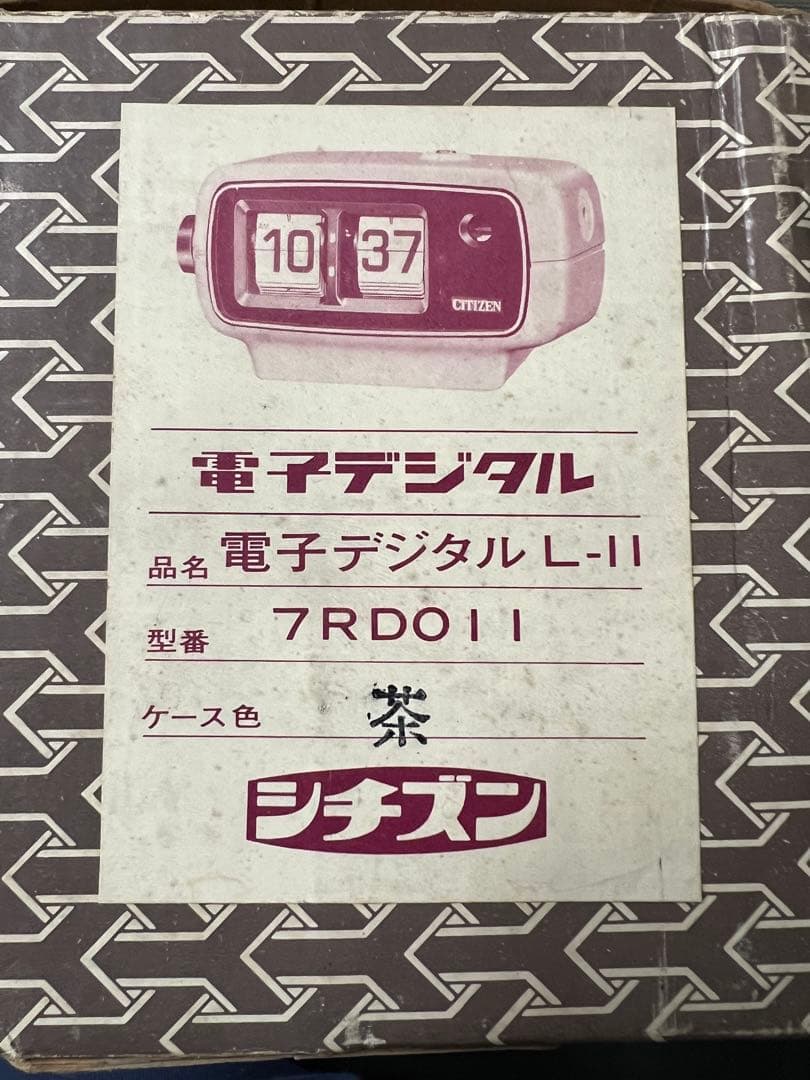 AM
10 37
CITIZEN
電子デジタル
品名 電子デジタル L-11
型番 7RD011
ケース色 茶
シチズン